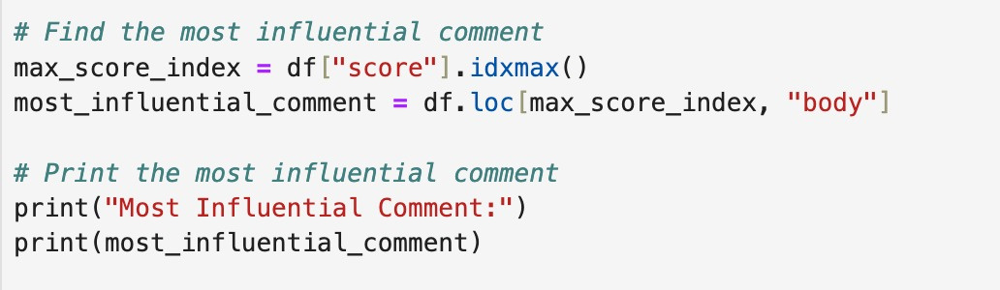 # Find the most influential comment
max_score_index = df["score"].idxmax()
most_influential_comment = df.loc[max_score_index, "body"]
# Print the most influential comment
print("Most Influential Comment:")
print(most_influential_comment)